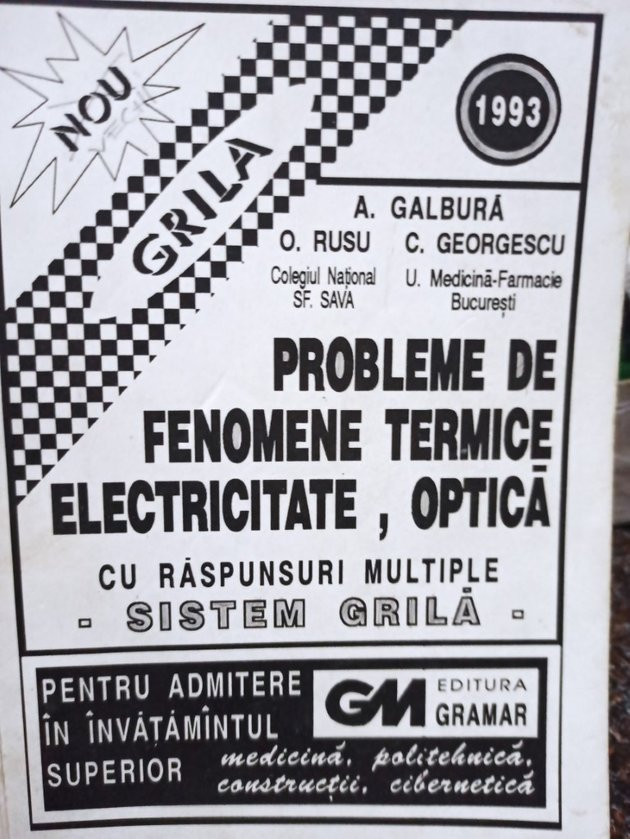 NOU
VECHI
GRILA
1993
A. GALBURĂ
O. RUSU C. GEORGESCU
Colegiul Național U. Medicină-Farmacie
SF. SAVA București
PROBLEME DE
FENOMENE TERMICE
ELECTRICITATE , OPTICĂ
CU RĂSPUNSURI MULTIPLE
- SISTEM GRILĂ -
PENTRU ADMITERE
ÎN ÎNVĂȚĂMÎNTUL
SUPERIOR
GM EDITURA
GRAMAR
medicină, politehnică,
construcții, cibernetică